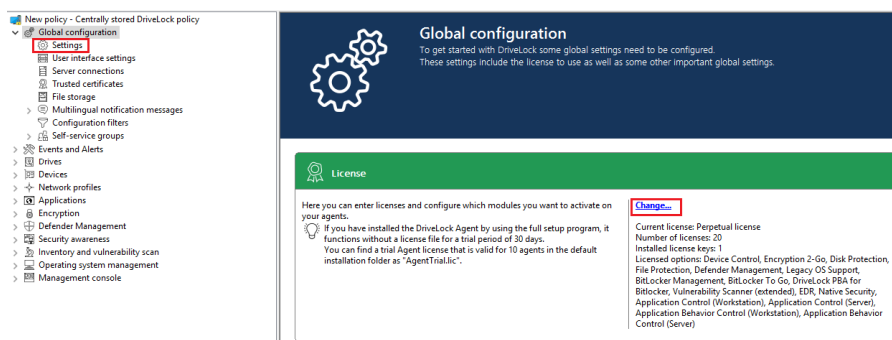 New policy - Centrally stored DriveLock policy
Global configuration
Settings
User interface settings
Server connections
Trusted certificates
File storage
Multilingual notification messages
Configuration filters
Self-service groups
Events and Alerts
Drives
Devices
Network profiles
Applications
Encryption
Defender Management
Security awareness
Inventory and vulnerability scan
Operating system management
Management console
Global configuration
To get started with DriveLock some global settings need to be configured.
These settings include the license to use as well as some other important global settings.
License
Here you can enter licenses and configure which modules you want to activate on
your agents.
If you have installed the DriveLock Agent by using the full setup program, it
functions without a license file for a trial period of 30 days.
You can find a trial Agent license that is valid for 10 agents in the default
installation folder as "AgentTrial.lic".
Change...
Current license: Perpetual license
Number of licenses: 20
Installed license keys: 1
Licensed options: Device Control, Encryption 2-Go, Disk Protection,
File Protection, Defender Management, Legacy OS Support,
BitLocker Management, BitLocker To Go, DriveLock PBA for
Bitlocker, Vulnerability Scanner (extended), EDR, Native Security,
Application Control (Workstation), Application Control (Server),
Application Behavior Control (Workstation), Application Behavior
Control (Server)